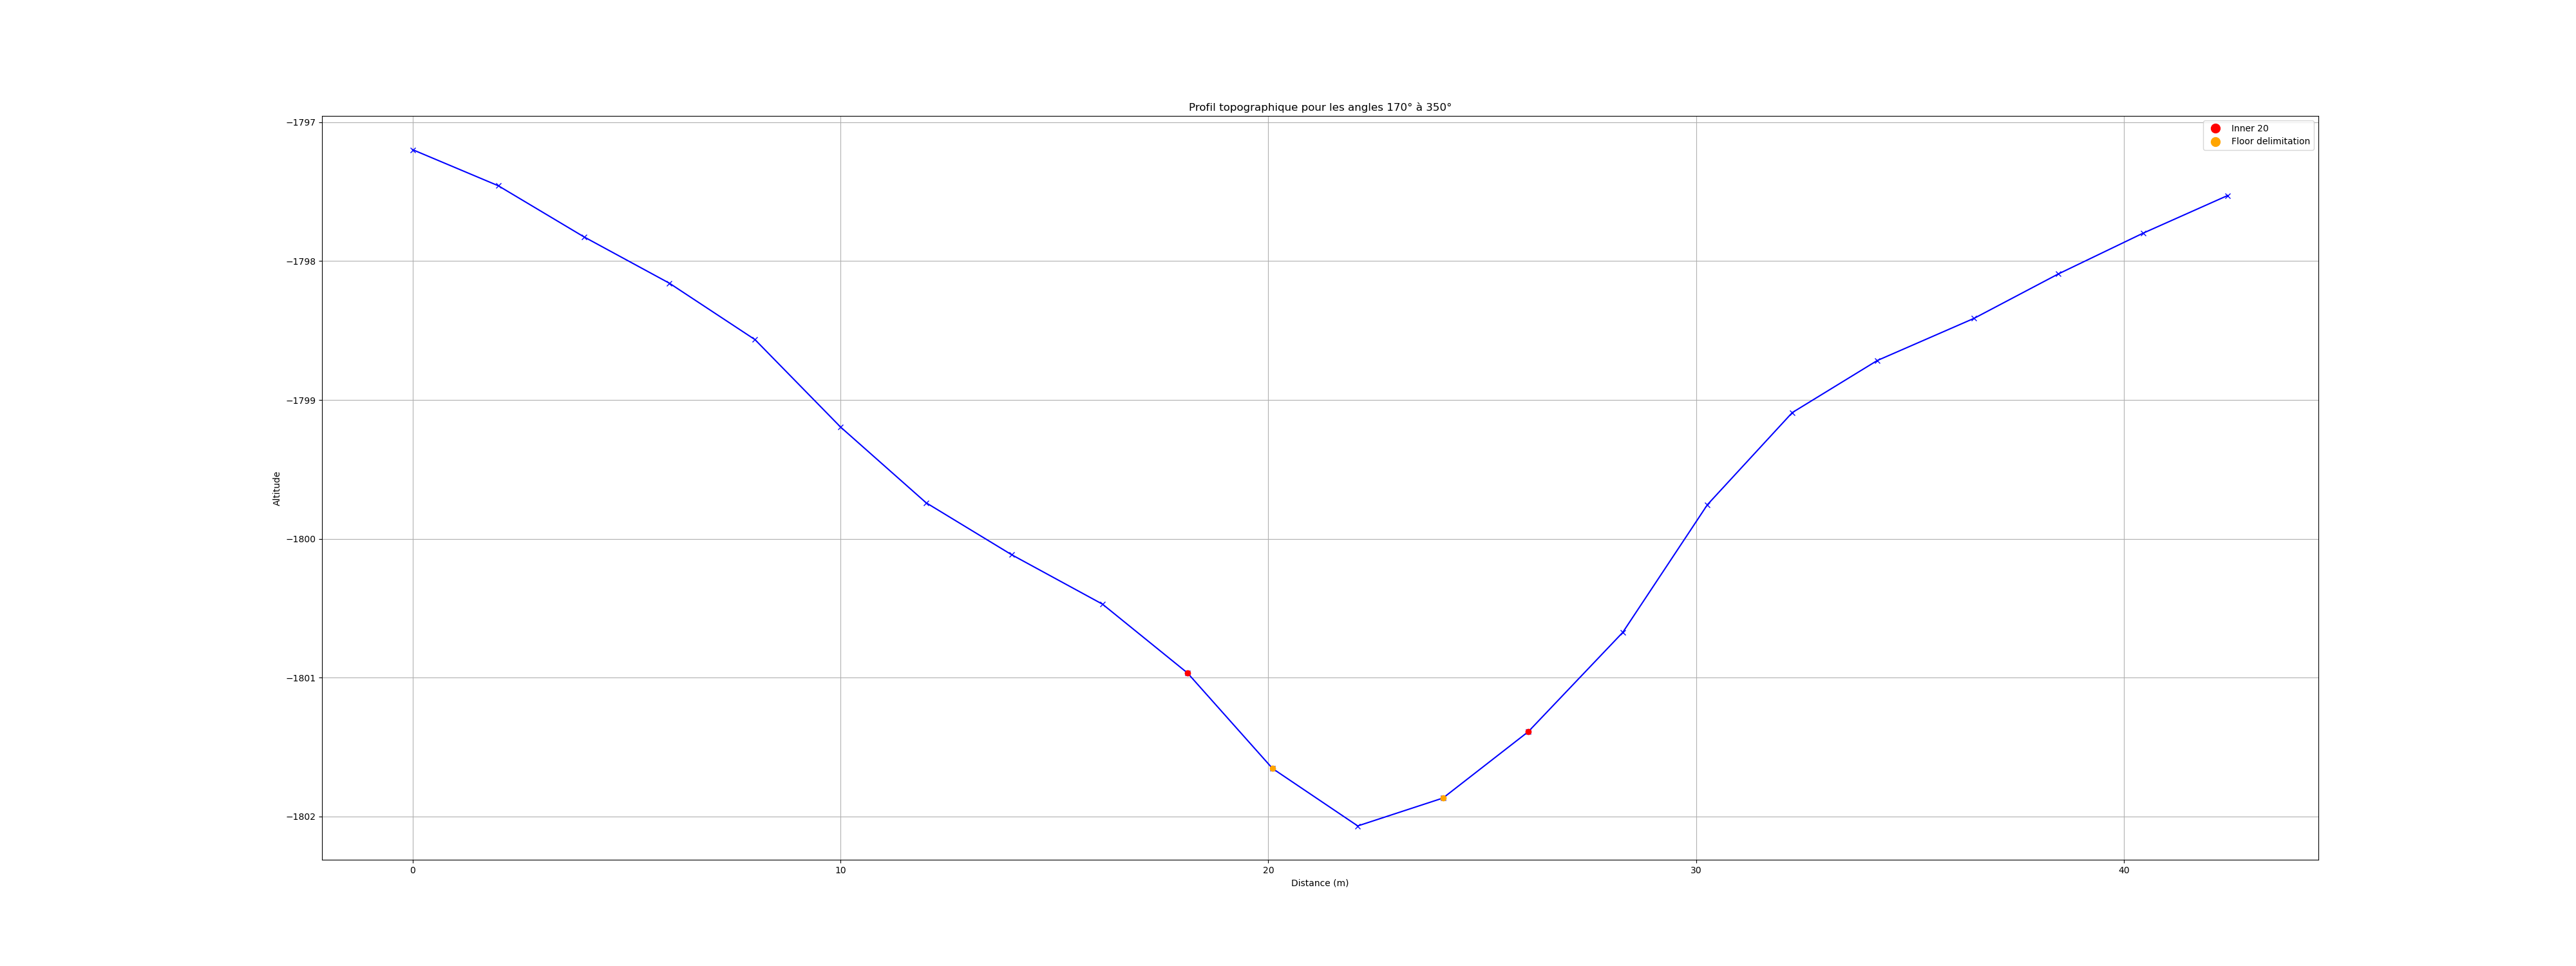 Profil topographique pour les angles 170° à 350°
Inner 20
Floor delimitation
Altitude
−1797
−1798
−1799
−1800
−1801
−1802
0
10
20
30
40
Distance (m)